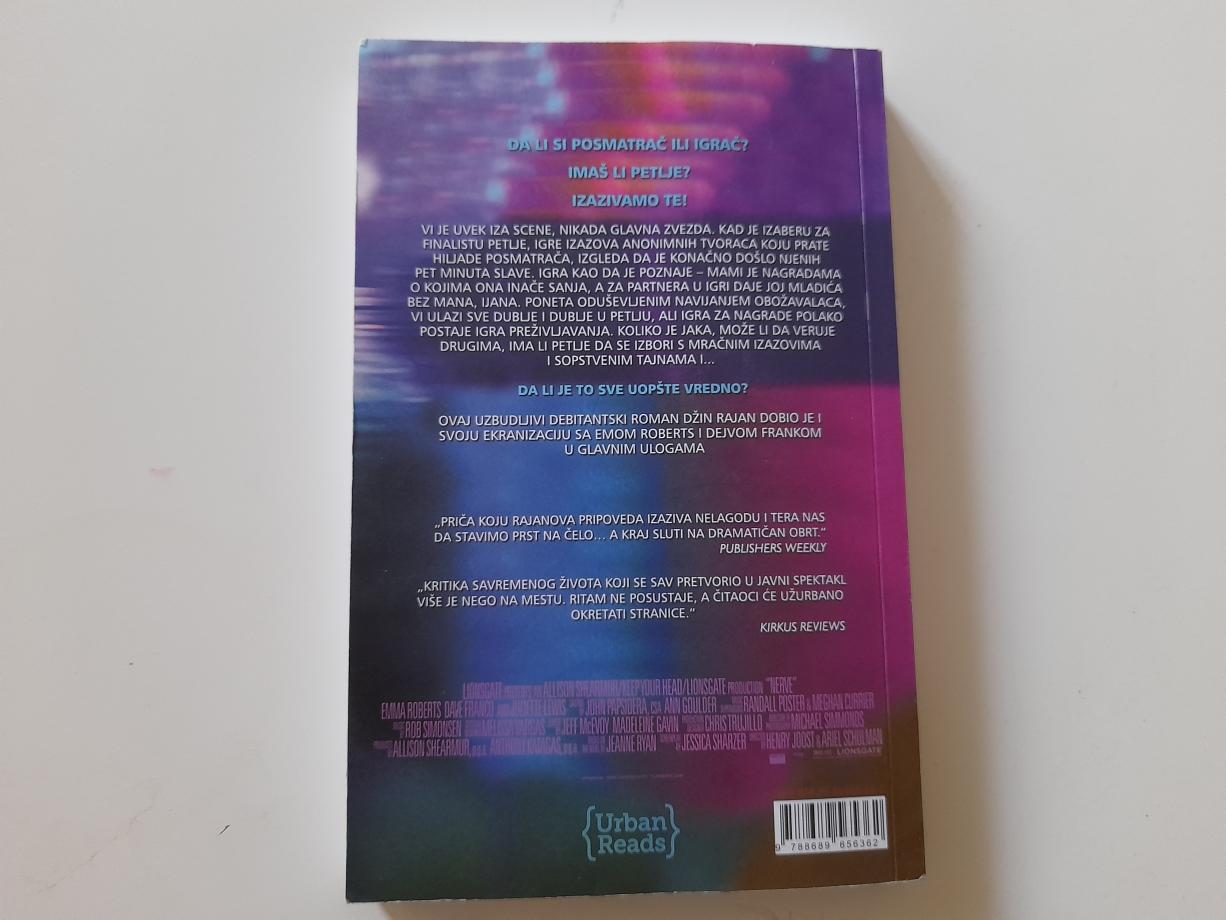 DA LI SI POSMATRAČ ILI IGRAČ?
IMAŠ LI PETLJE?
IZAZIVAMO TE!
VI JE UVEK IZA SCENE, NIKADA GLAVNA ZVEZDA. KAD JE IZABERU ZA
FINALISTU PETLJE, IGRE IZAZOVA ANONIMNIH TVORACA KOJU PRATE
HILJADE POSMATRAČA, IZGLEDA DA JE KONAČNO DOŠLO NJENIH
PET MINUTA SLAVE. IGRA KAO DA JE POZNAJE – MAMI JE NAGRADAMA
O KOJIMA ONA INAČE SANJA, A ZA PARTNERA U IGRI DAJE JOJ MLADIĆA
BEZ MANA, IJANA. PONETA ODUŠEVLJENIM NAVIJANJEM OBOŽAVALACA,
VI ULAZI SVE DUBLJE I DUBLJE U PETLJU, ALI IGRA ZA NAGRADE POLAKO
POSTAJE IGRA PREŽIVLJAVANJA. KOLIKO JE JAKA, MOŽE LI DA VERUJE
DRUGIMA, IMA LI PETLJE DA SE IZBORI S MRAČNIM IZAZOVIMA
I SOPSTVENIM TAJNAMA I...
DA LI JE TO SVE UOPŠTE VREDNO?
OVAJ UZBUDLJIVI DEBITANTSKI ROMAN DŽIN RAJAN DOBIO JE I
SVOJU EKRANIZACIJU SA EMOM ROBERTS I DEJVOM FRANKOM
U GLAVNIM ULOGAMA
„PRIČA KOJU RAJANOVA PRIPOVEDA IZAZIVA NELAGODU I TERA NAS
DA STAVIMO PRST NA ČELO... A KRAJ SLUTI NA DRAMATIČAN OBRT.“
PUBLISHERS WEEKLY
„KRITIKA SAVREMENOG ŽIVOTA KOJI SE SAV PRETVORIO U JAVNI SPEKTAKL
VIŠE JE NEGO NA MESTU. RITAM NE POSUSTAJE, A ČITAOCI ĆE UŽURBANO
OKRETATI STRANICE.“
KIRKUS REVIEWS
LIONSGATE PRESENTS AN ALLISON SHEARMUR/KEEP YOUR HEAD/LIONSGATE PRODUCTION "NERVE"
EMMA ROBERTS DAVE FRANCO JULIETTE LEWIS JOHN PAPSIDERA, CSA ANN GOULDER RANDALL POSTER & MEGHAN CURRIER
ROB SIMONSEN VARGAS JEFF McEVOY MADELEINE GAVIN CHRIS TRUJILLO MICHAEL SIMMONDS
ALLISON SHEARMUR, p.g.a. ANTHONY KATAGAS, p.g.a. JEANNE RYAN JESSICA SHARZER HENRY JOOST & ARIEL SCHULMAN
LIONSGATE
{Urban
Reads}
9 788689 856362